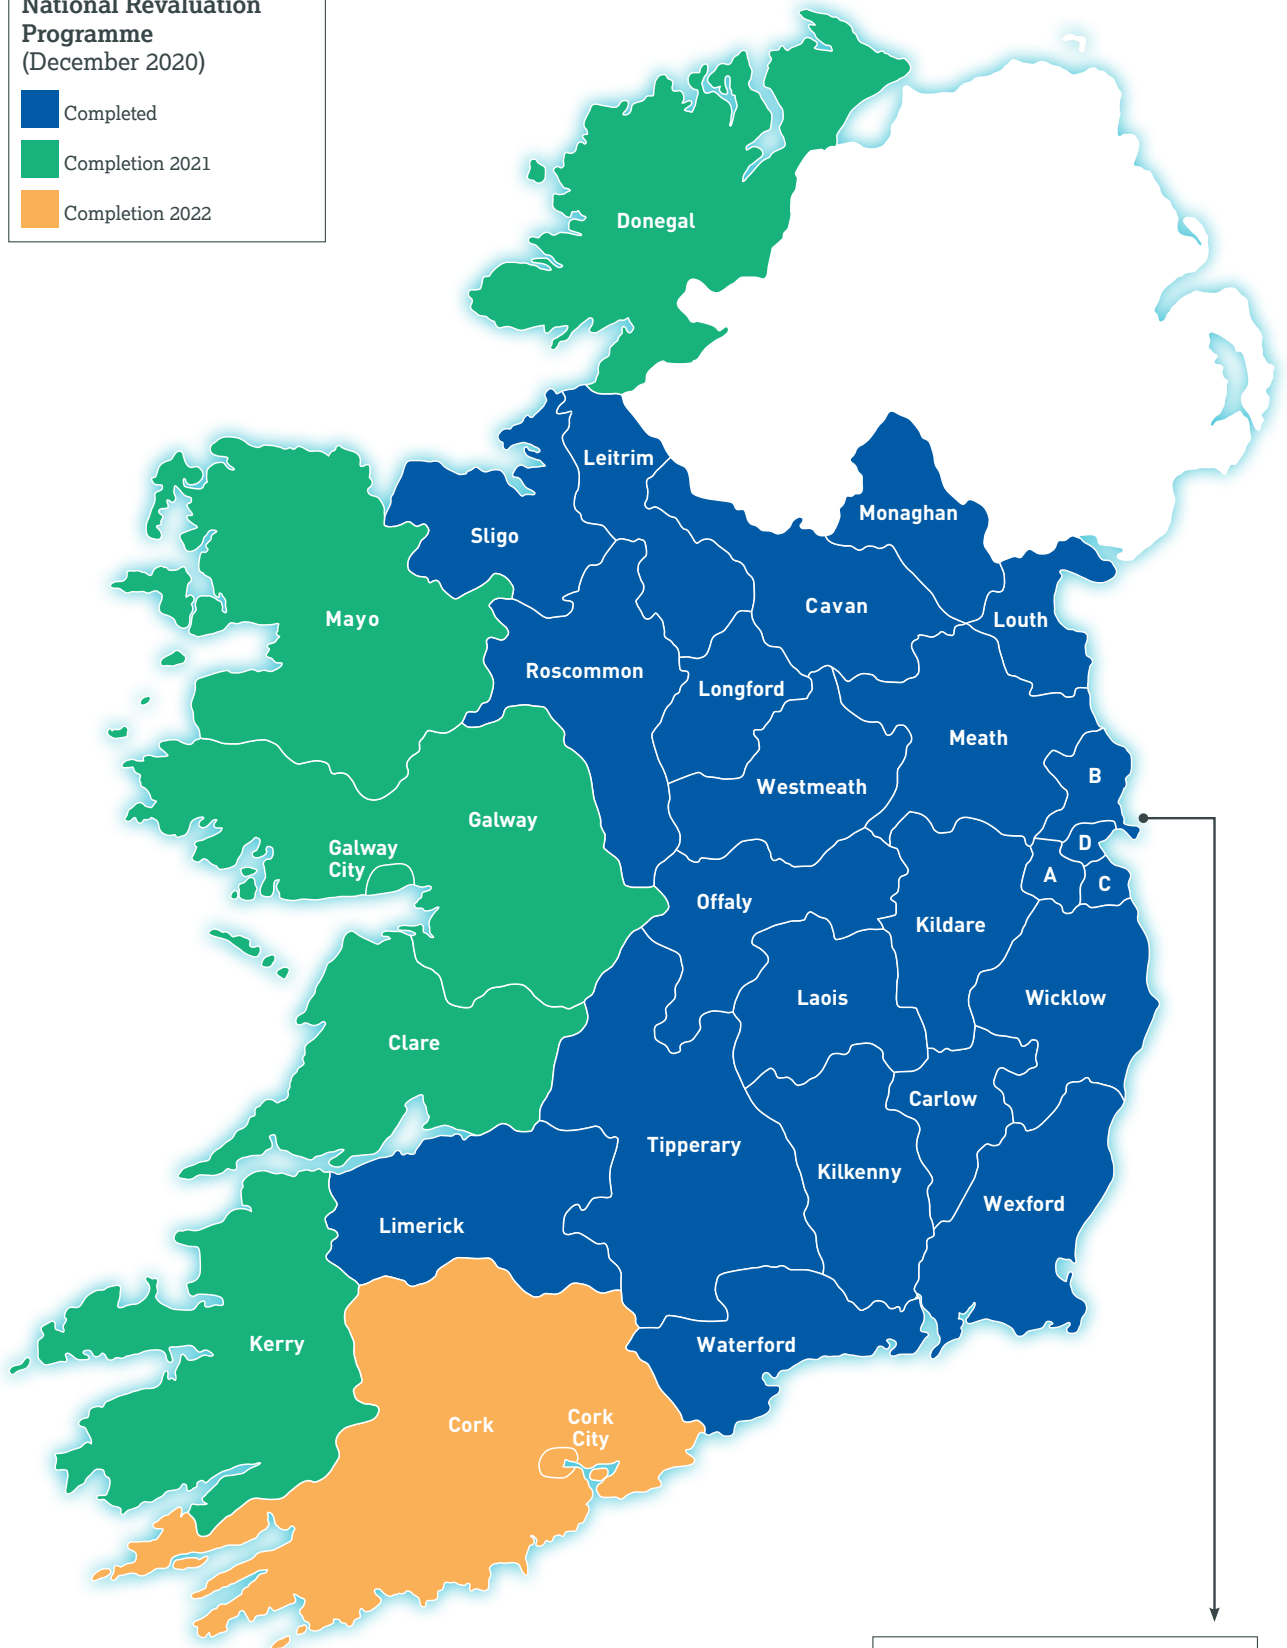 National Revaluation
Programme
(December 2020)
Completed
Completion 2021
Completion 2022
Donegal
Leitrim
Monaghan
Sligo
Cavan
Mayo
Louth
Roscommon
Longford
Meath
B
Westmeath
Galway
D
Galway
City
A
C
Offaly
Kildare
Laois
Wicklow
Clare
Carlow
Tipperary
Kilkenny
Wexford
Limerick
Kerry
Waterford
Cork
Cork
City